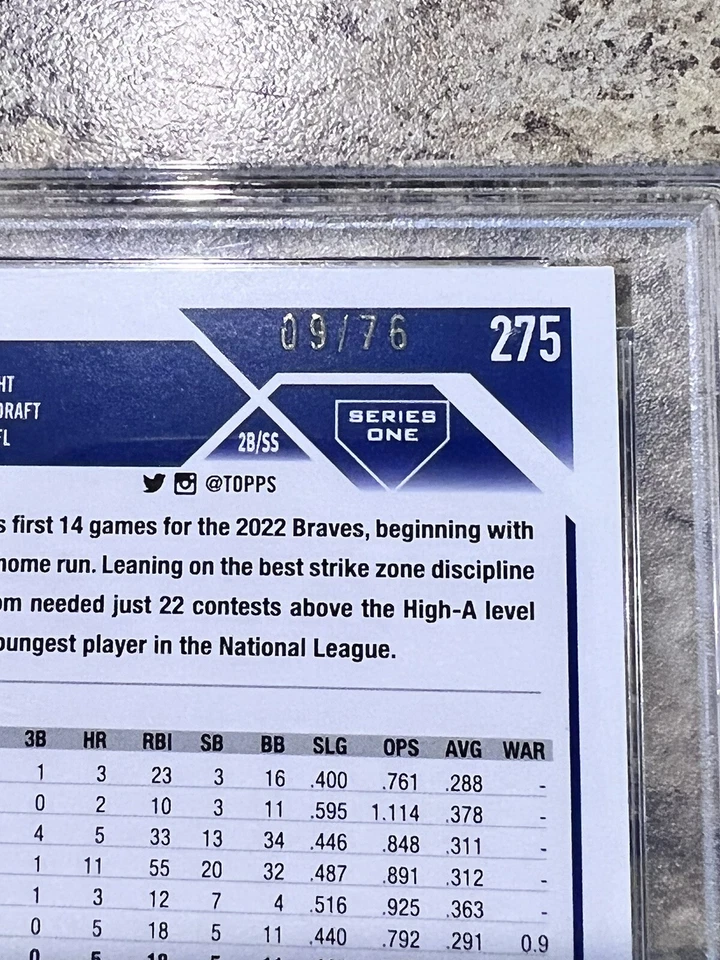 09/76
275
HT
DRAFT
FL
2B/SS
SERIES
ONE
@TOPPS
s first 14 games for the 2022 Braves, beginning with
home run. Leaning on the best strike zone discipline
om needed just 22 contests above the High-A level
oungest player in the National League.
3B HR RBI SB BB SLG OPS AVG WAR
1 3 23 3 16 .400 .761 .288 -
0 2 10 3 11 .595 1.114 .378 -
4 5 33 13 34 .446 .848 .311 -
1 11 55 20 32 .487 .891 .312 -
1 3 12 7 4 .516 .925 .363 -
0 5 18 5 11 .440 .792 .291 0.9
0 5 18 5